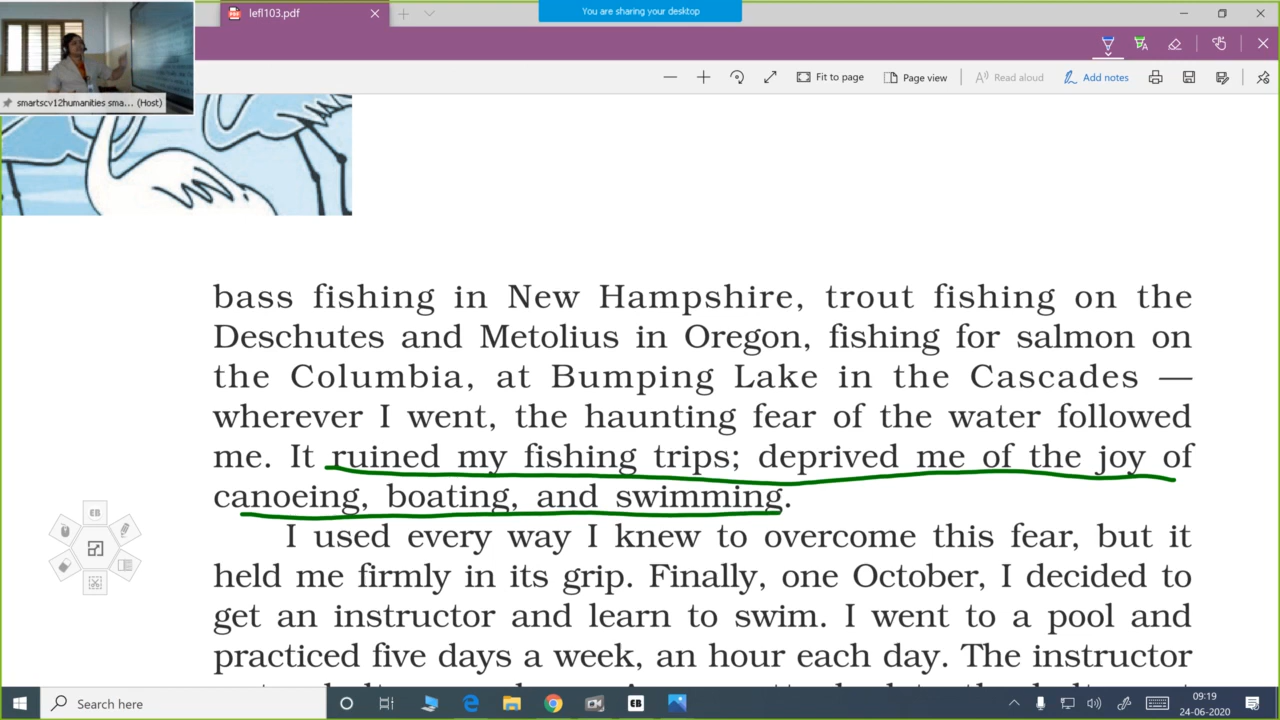 lefl103.pdf
You are sharing your desktop
smartscv12humanities sma... (Host)
Fit to page
Page view
Read aloud
Add notes
bass fishing in New Hampshire, trout fishing on the
Deschutes and Metolius in Oregon, fishing for salmon on
the Columbia, at Bumping Lake in the Cascades —
wherever I went, the haunting fear of the water followed
me. It ruined my fishing trips; deprived me of the joy of
canoeing, boating, and swimming.
I used every way I knew to overcome this fear, but it
held me firmly in its grip. Finally, one October, I decided to
get an instructor and learn to swim. I went to a pool and
practiced five days a week, an hour each day. The instructor
EB
Search here
EB
09:19
24-06-2020